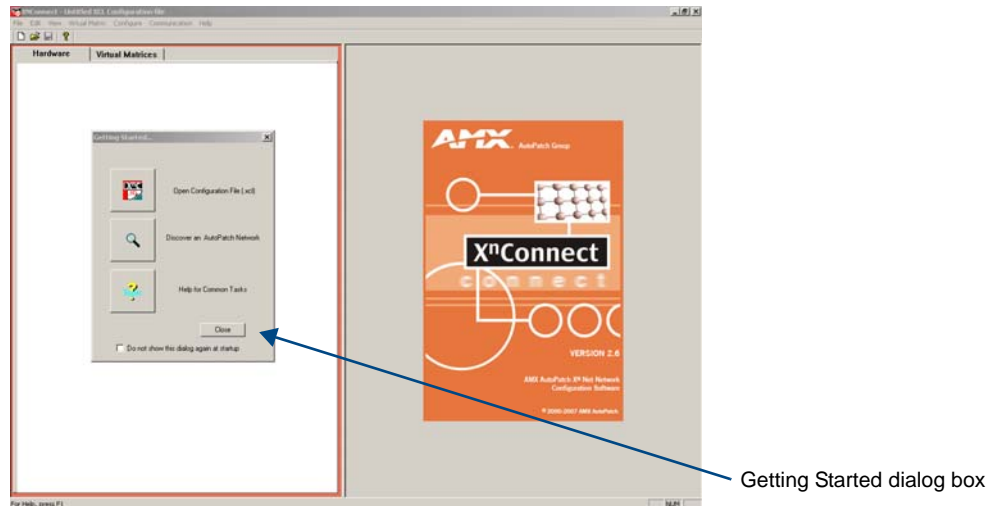 XNConnect - Untitled XCL Configuration file
File Edit View Virtual Matrix Configure Communication Help
Hardware
Virtual Matrices
Getting Started...
Open Configuration File (.xcl)
Discover an AutoPatch Network
Help for Common Tasks
Close
Do not show this dialog again at startup
AMX AutoPatch Group
XⁿConnect
connect
VERSION 2.6
AMX AutoPatch Xⁿ Net Network
Configuration Software
© 2000-2007 AMX AutoPatch
Getting Started dialog box
For Help, press F1
NUM